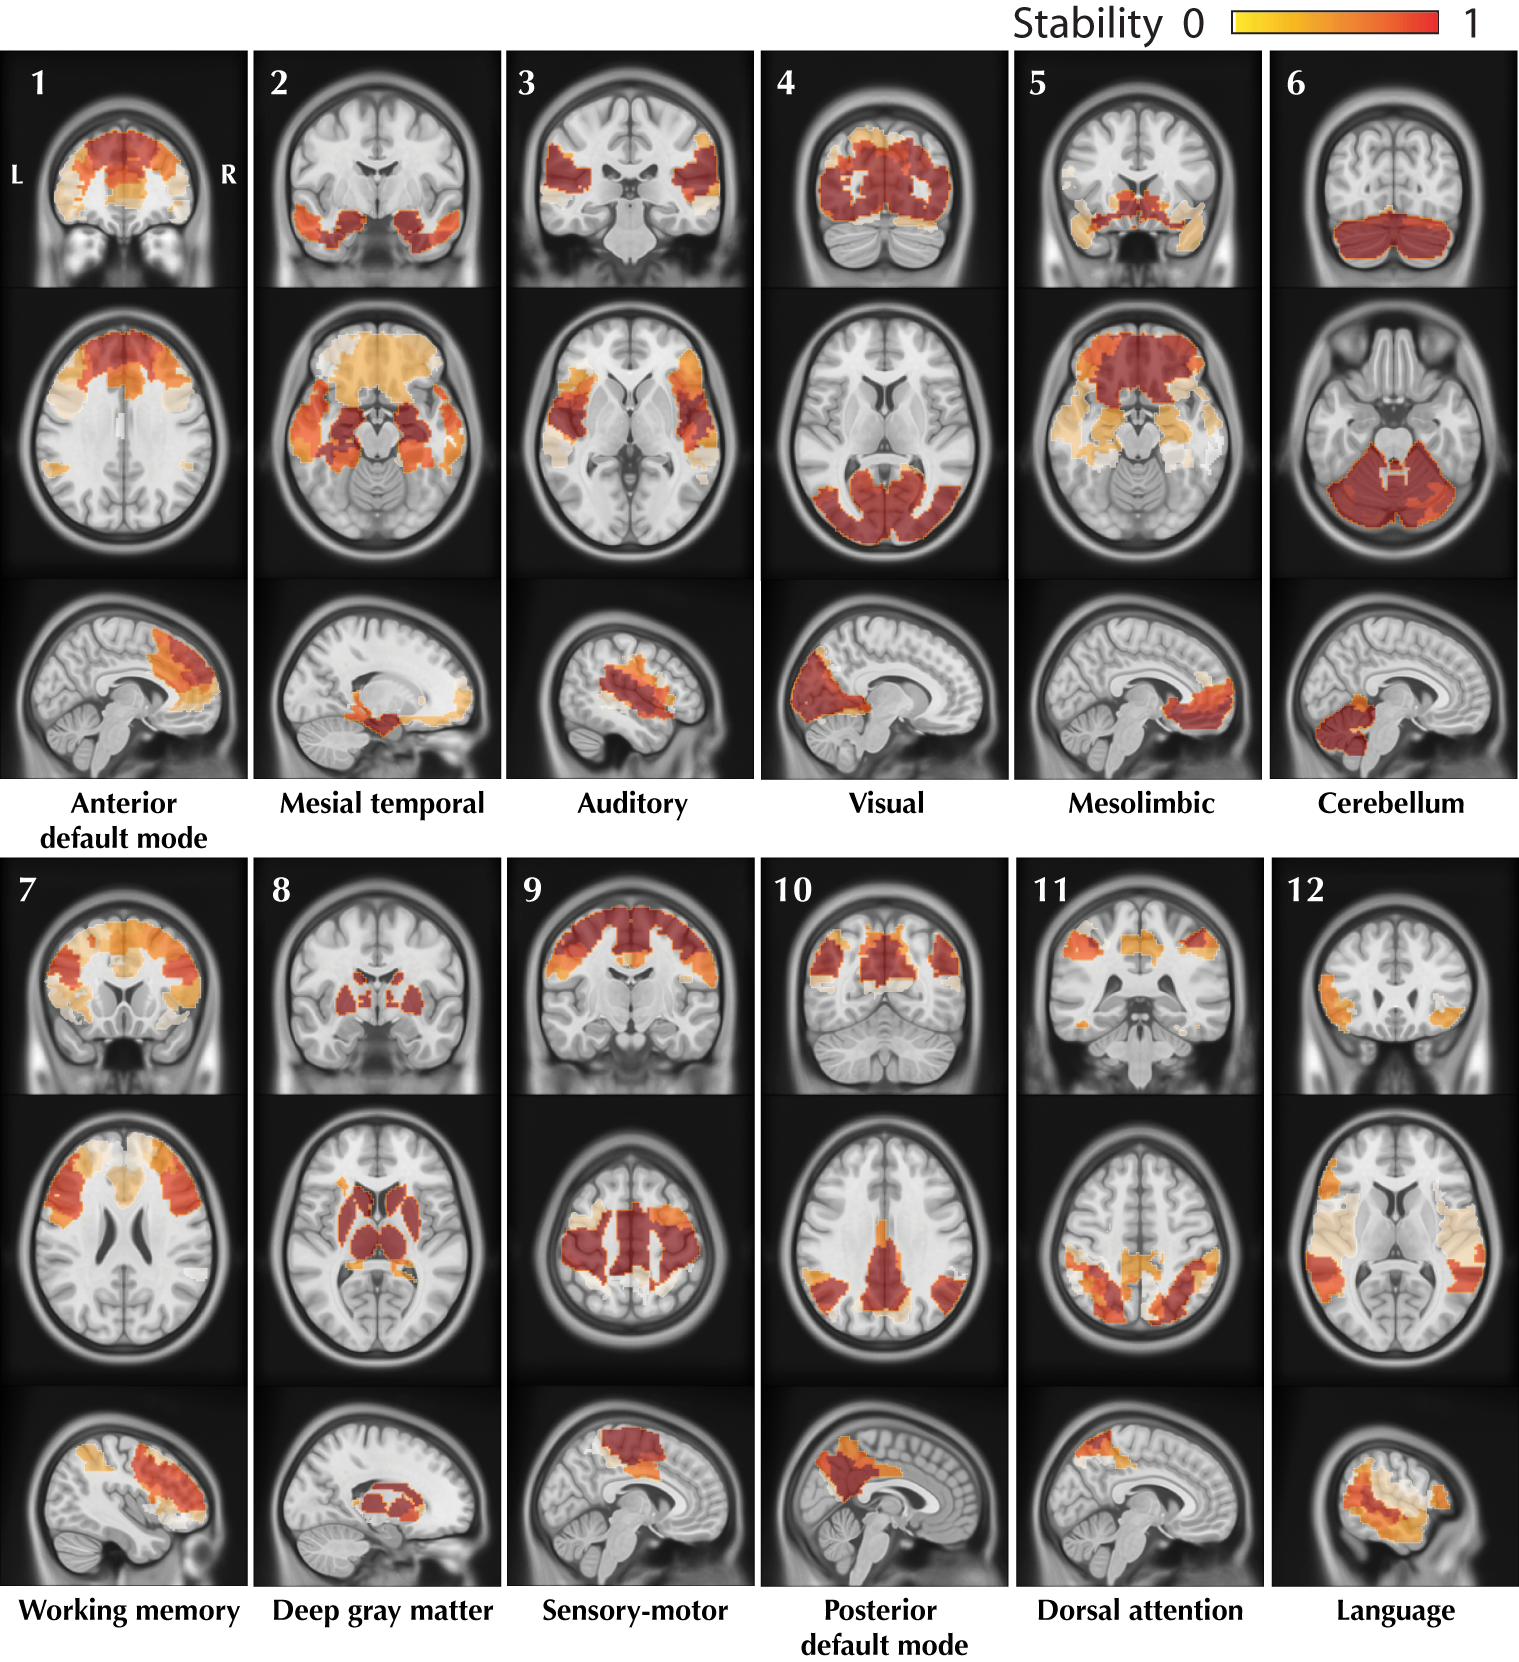 Stability 0 1
1 2 3 4 5 6
L R
Anterior Mesial temporal Auditory Visual Mesolimbic Cerebellum
default mode
7 8 9 10 11 12
Working memory Deep gray matter Sensory-motor Posterior Dorsal attention Language
default mode